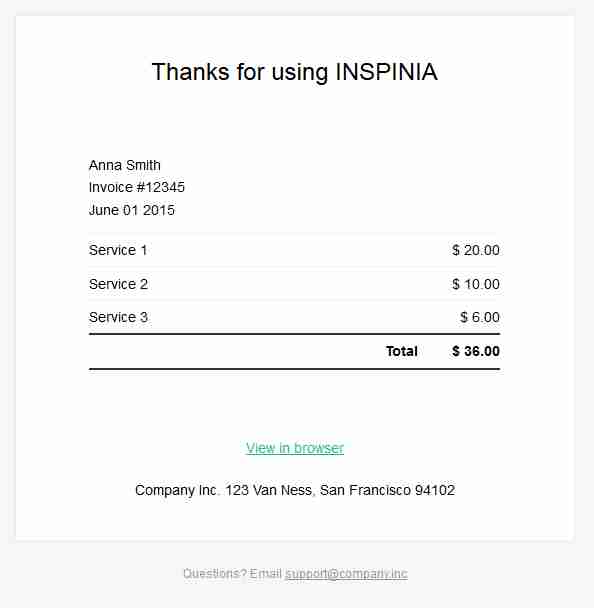 Thanks for using INSPINIA
Anna Smith
Invoice #12345
June 01 2015
Service 1 $ 20.00
Service 2 $ 10.00
Service 3 $ 6.00
Total $ 36.00
View in browser
Company Inc. 123 Van Ness, San Francisco 94102
Questions? Email support@company.inc